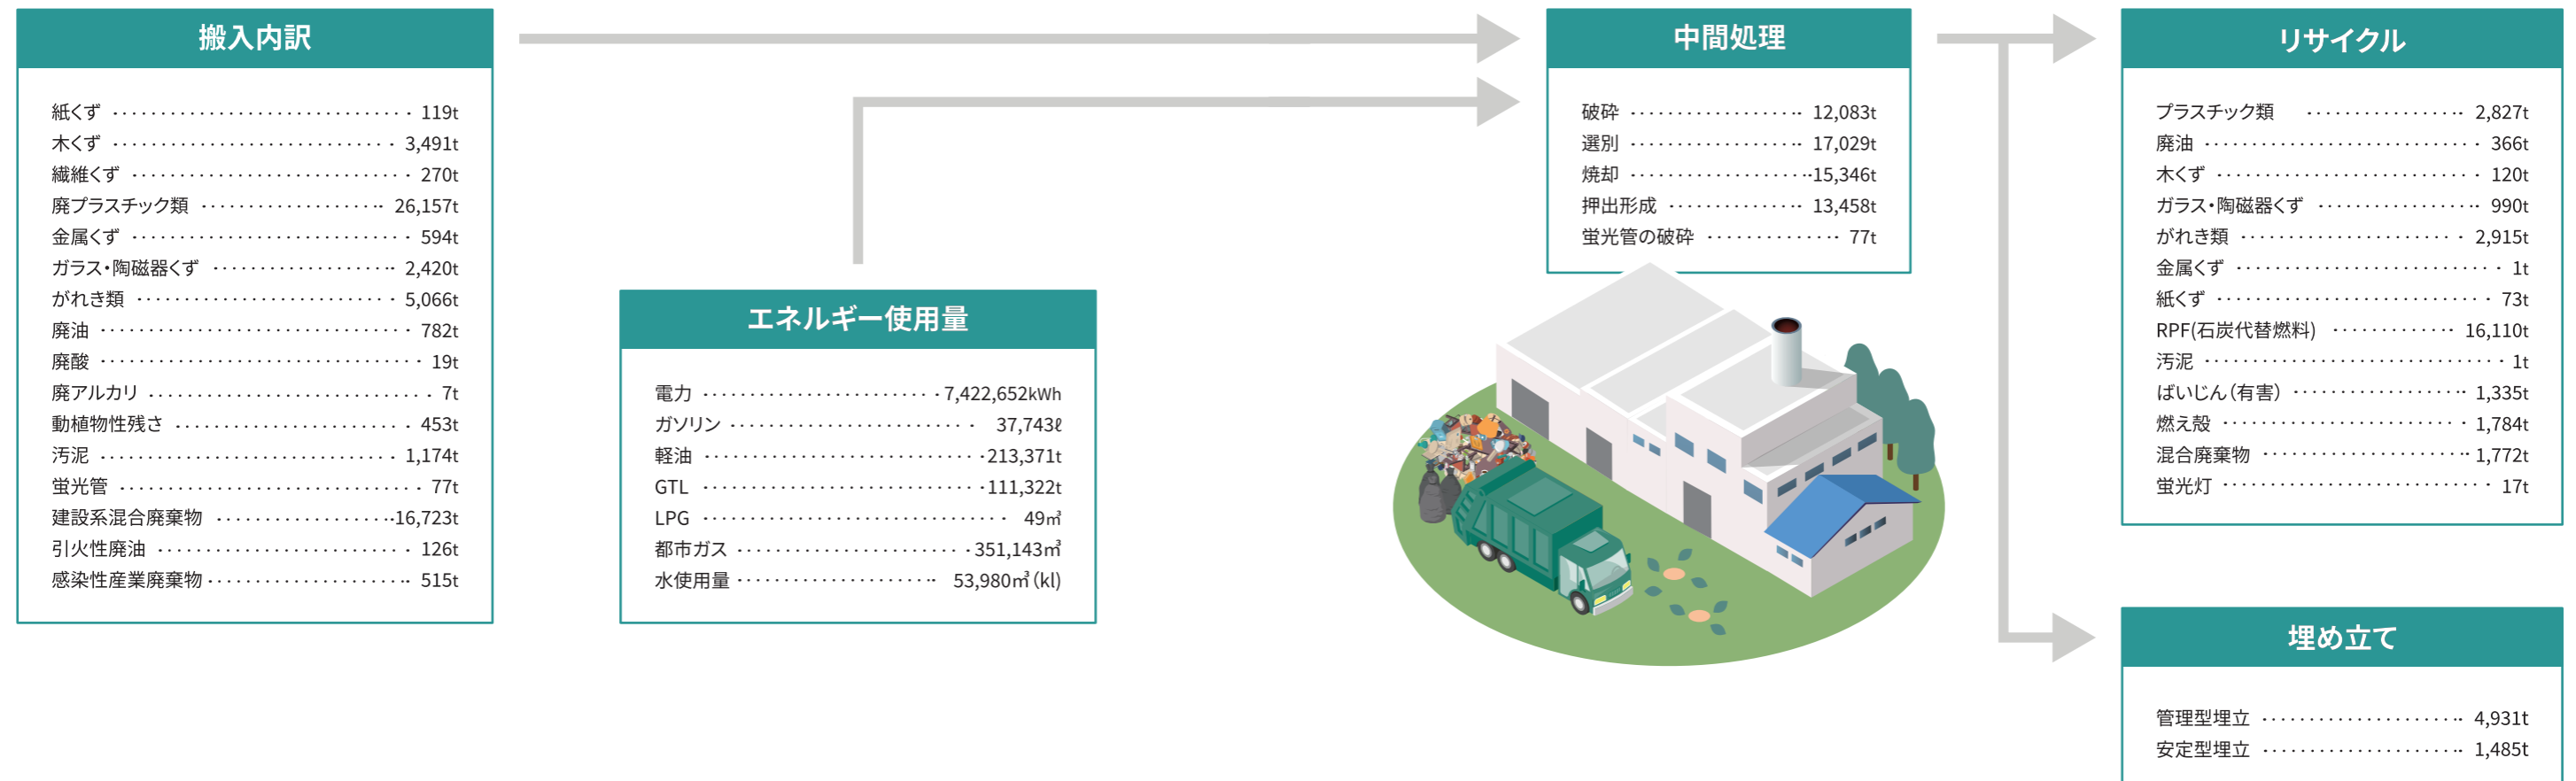 搬入内訳
紙くず 119t
木くず 3,491t
繊維くず 270t
廃プラスチック類 26,157t
金属くず 594t
ガラス・陶磁器くず 2,420t
がれき類 5,066t
廃油 782t
廃酸 19t
廃アルカリ 7t
動植物性残さ 453t
汚泥 1,174t
蛍光管 77t
建設系混合廃棄物 16,723t
引火性廃油 126t
感染性産業廃棄物 515t
エネルギー使用量
電力 7,422,652kWh
ガソリン 37,743ℓ
軽油 213,371t
GTL 111,322t
LPG 49㎥
都市ガス 351,143㎥
水使用量 53,980㎥(kl)
中間処理
破砕 12,083t
選別 17,029t
焼却 15,346t
押出形成 13,458t
蛍光管の破砕 77t
リサイクル
プラスチック類 2,827t
廃油 366t
木くず 120t
ガラス・陶磁器くず 990t
がれき類 2,915t
金属くず 1t
紙くず 73t
RPF(石炭代替燃料) 16,110t
汚泥 1t
ばいじん(有害) 1,335t
燃え殻 1,784t
混合廃棄物 1,772t
蛍光灯 17t
埋め立て
管理型埋立 4,931t
安定型埋立 1,485t